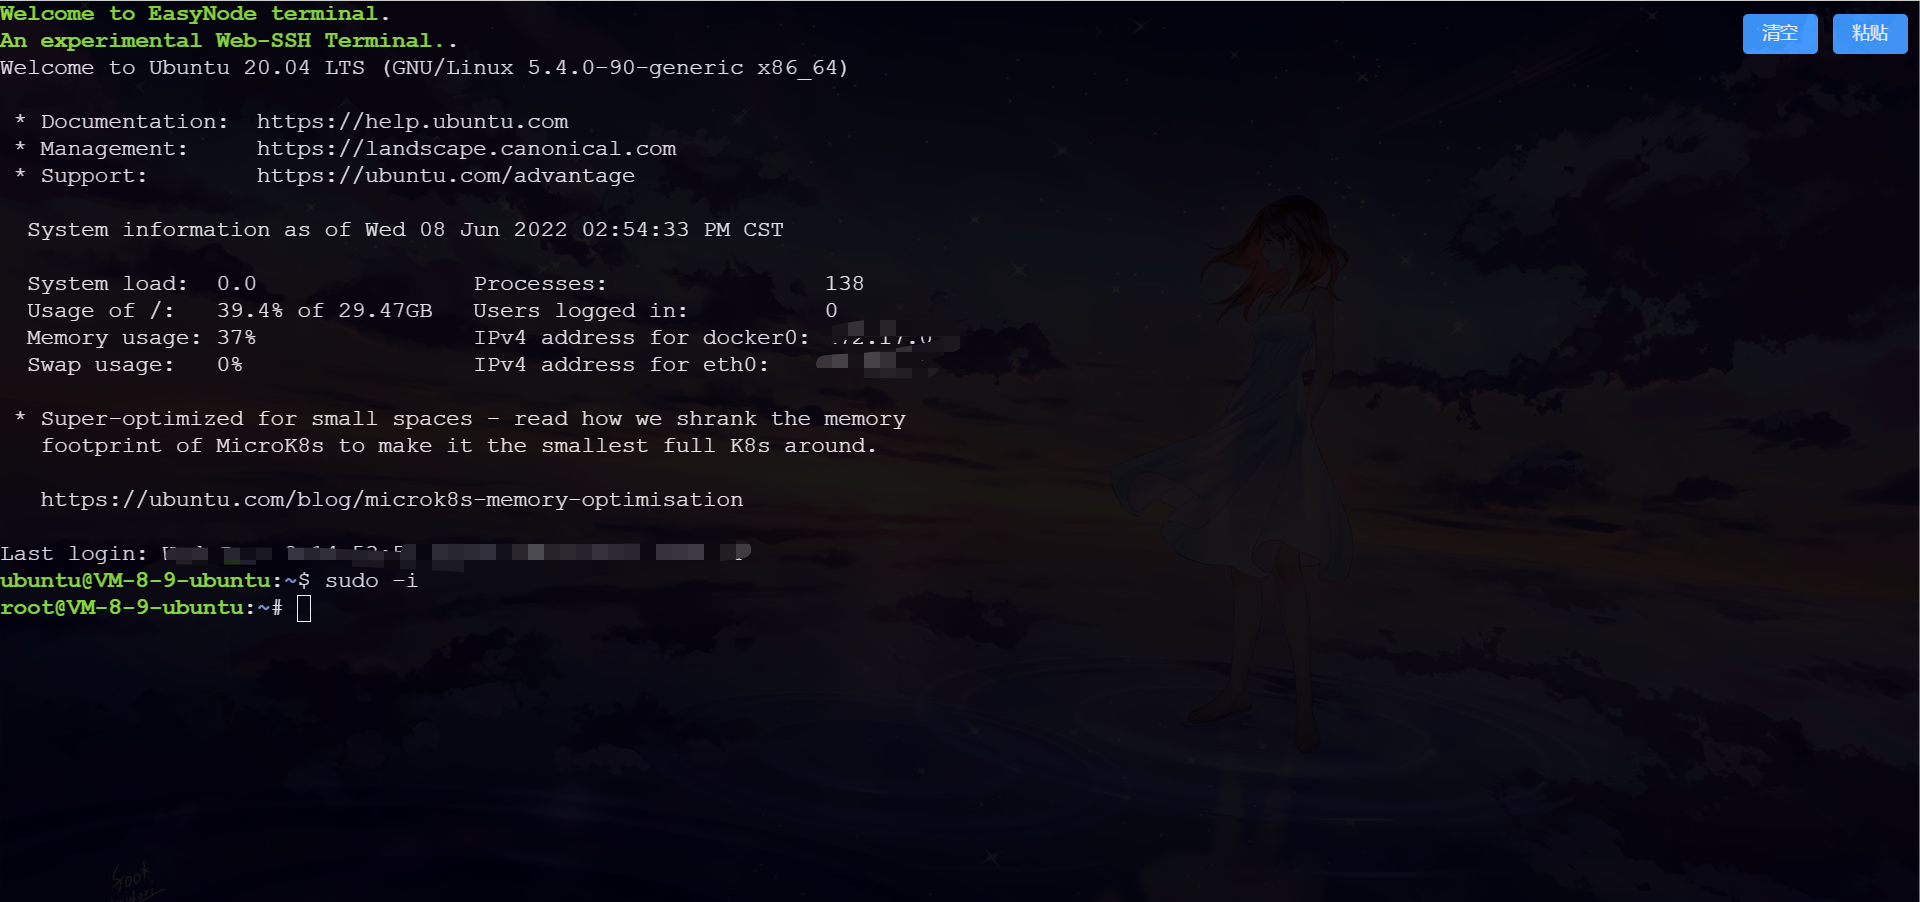 Welcome to EasyNode terminal.
An experimental Web-SSH Terminal..
清空 粘贴
Welcome to Ubuntu 20.04 LTS (GNU/Linux 5.4.0-90-generic x86_64)
* Documentation: https://help.ubuntu.com
* Management: https://landscape.canonical.com
* Support: https://ubuntu.com/advantage
System information as of Wed 08 Jun 2022 02:54:33 PM CST
System load: 0.0 Processes: 138
Usage of /: 39.4% of 29.47GB Users logged in: 0
Memory usage: 37% IPv4 address for docker0:
Swap usage: 0% IPv4 address for eth0:
* Super-optimized for small spaces - read how we shrank the memory
footprint of MicroK8s to make it the smallest full K8s around.
https://ubuntu.com/blog/microk8s-memory-optimisation
Last login:
ubuntu@VM-8-9-ubuntu:~$ sudo -i
root@VM-8-9-ubuntu:~#